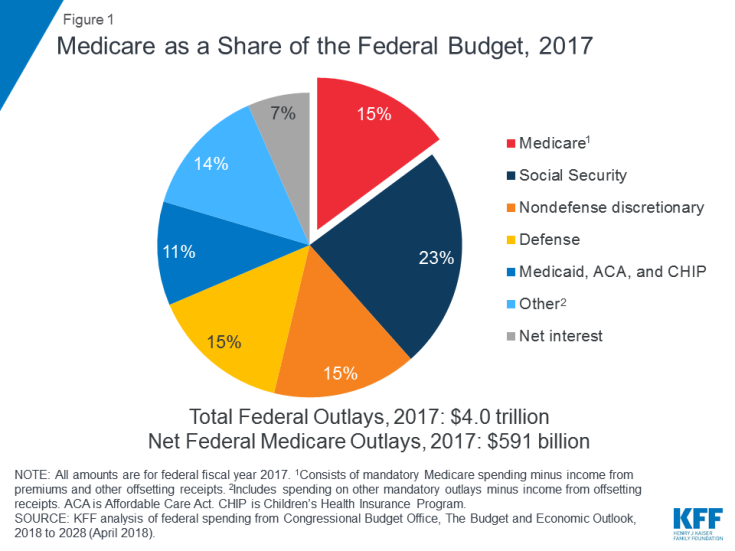 Figure 1
Medicare as a Share of the Federal Budget, 2017
7%
15%
14%
11%
23%
15%
15%
Medicare¹
Social Security
Nondefense discretionary
Defense
Medicaid, ACA, and CHIP
Other²
Net interest
Total Federal Outlays, 2017: $4.0 trillion
Net Federal Medicare Outlays, 2017: $591 billion
NOTE: All amounts are for federal fiscal year 2017. ¹Consists of mandatory Medicare spending minus income from
premiums and other offsetting receipts. ²Includes spending on other mandatory outlays minus income from offsetting
receipts. ACA is Affordable Care Act. CHIP is Children's Health Insurance Program.
SOURCE: KFF analysis of federal spending from Congressional Budget Office, The Budget and Economic Outlook,
2018 to 2028 (April 2018).
KFF
HENRY J KAISER
FAMILY FOUNDATION